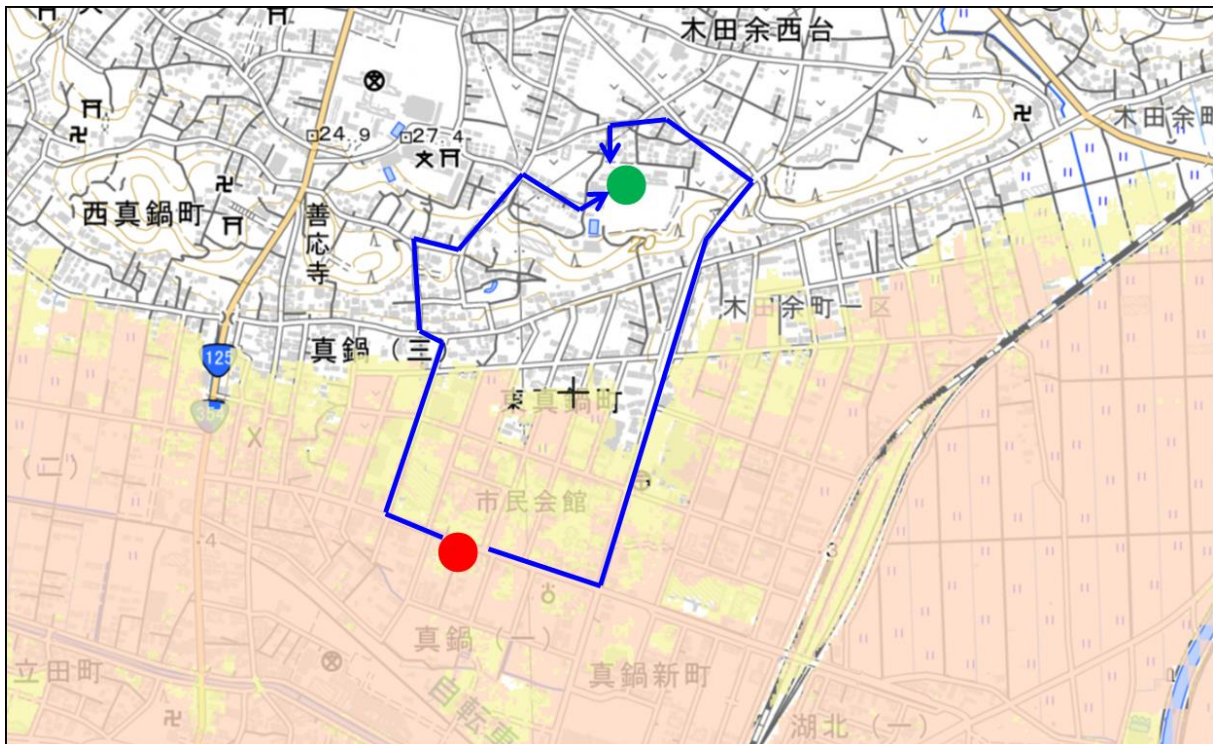 木田余西台
24.9
27.4
木田余町
西真鍋町
善応寺
木田余町一区
真鍋（三）
125
354
東真鍋町
（二）
市民会館
4
3
真鍋（一）
立田町
真鍋新町
自転車
湖北（一）